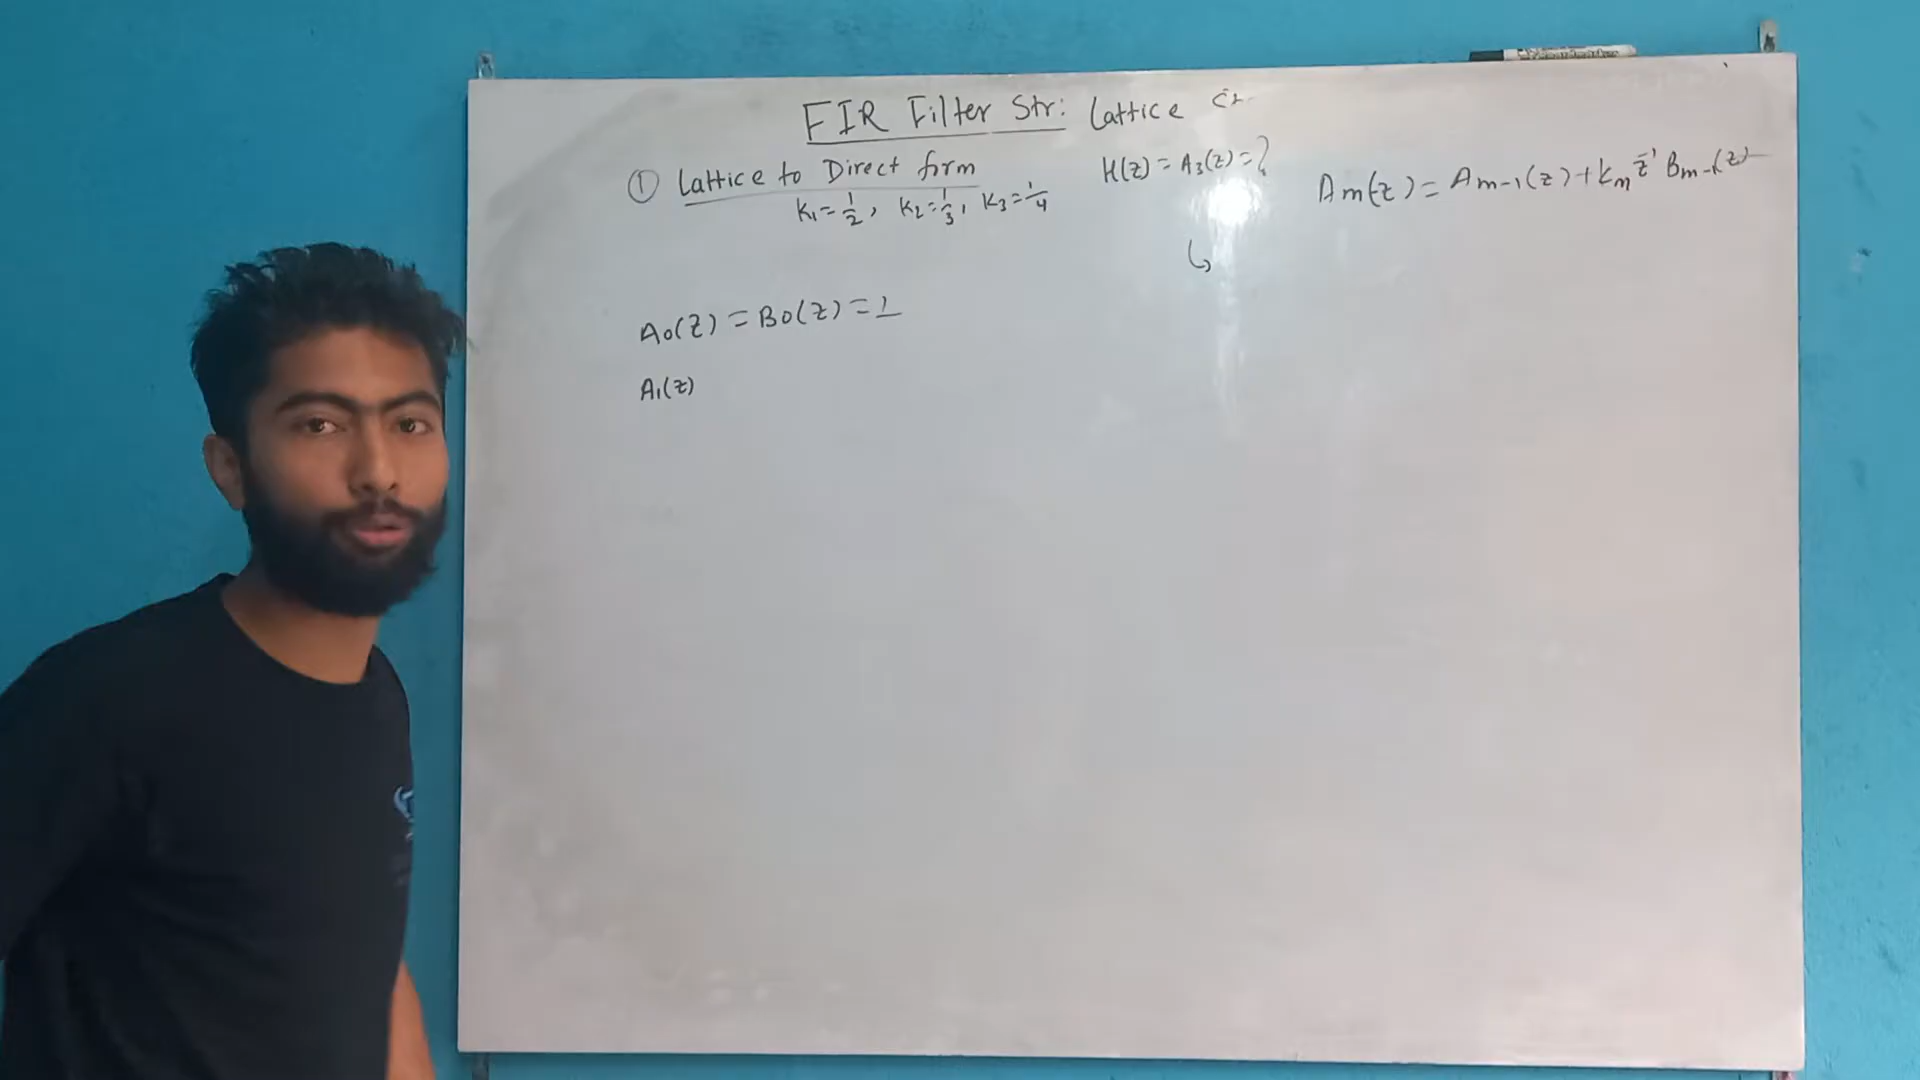 FIR Filter Str: Lattice
① Lattice to Direct form
H(z) = A3(z) = ?
Am(z) = Am-1(z) + km z^-1 Bm-1(z)
K1 = 1/2, K2 = 1/3, K3 = 1/4
A0(z) = B0(z) = 1
A1(z)